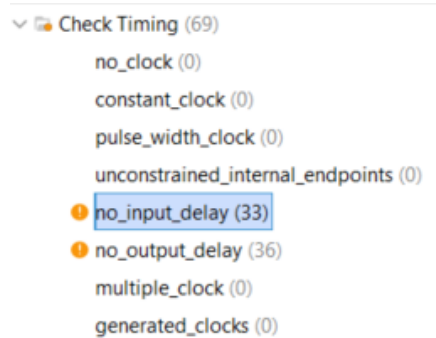 Check Timing (69)
no_clock (0)
constant_clock (0)
pulse_width_clock (0)
unconstrained_internal_endpoints (0)
no_input_delay (33)
no_output_delay (36)
multiple_clock (0)
generated_clocks (0)